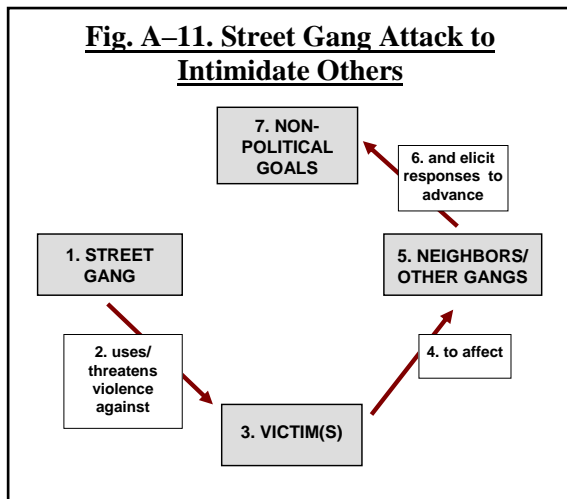 Fig. A–11. Street Gang Attack to
Intimidate Others
7. NON-
POLITICAL
GOALS
6. and elicit
responses to
advance
1. STREET
GANG
5. NEIGHBORS/
OTHER GANGS
2. uses/
threatens
violence
against
4. to affect
3. VICTIM(S)